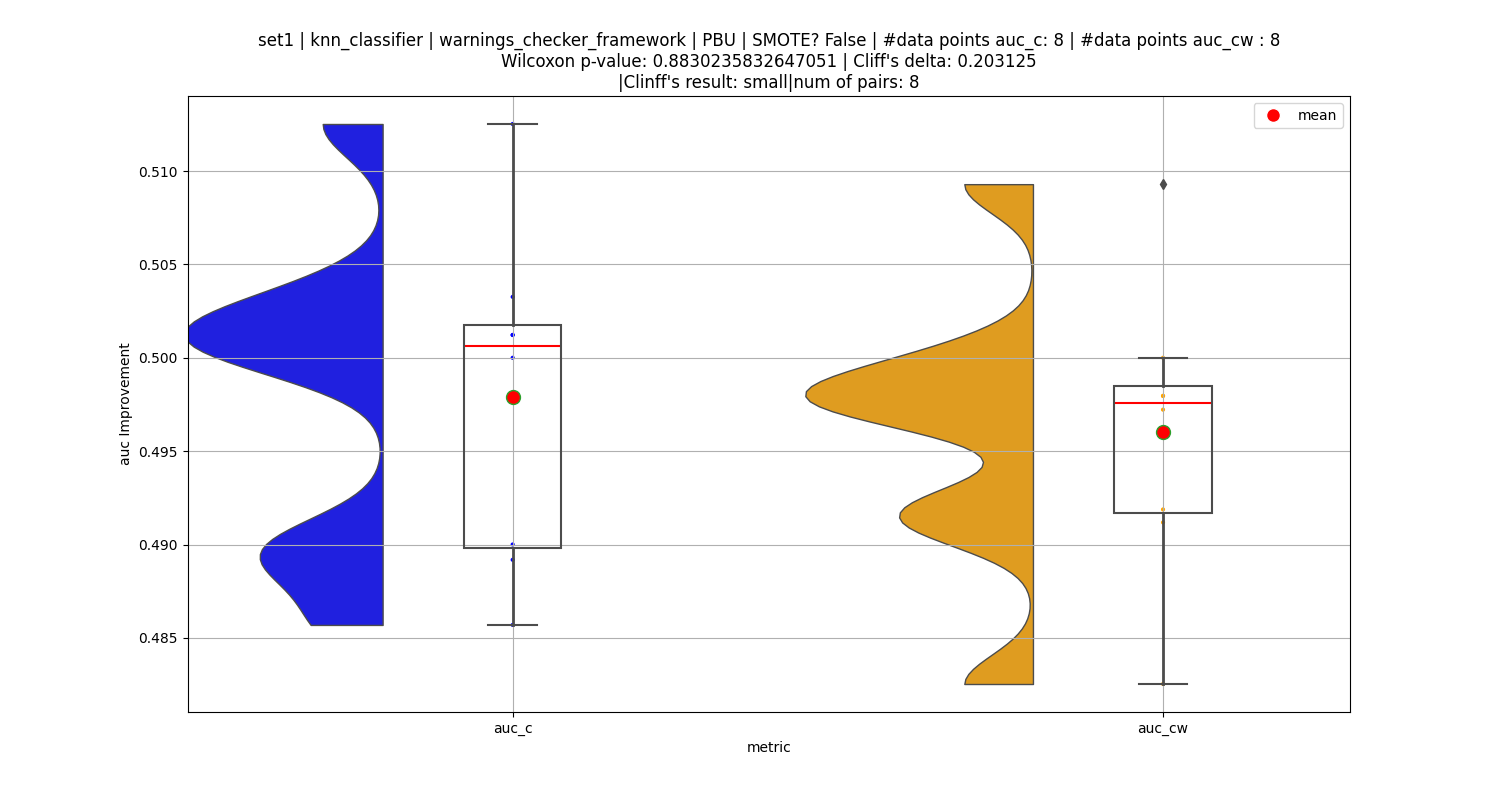 set1 | knn_classifier | warnings_checker_framework | PBU | SMOTE? False | #data points auc_c: 8 | #data points auc_cw : 8
Wilcoxon p-value: 0.8830235832647051 | Cliff's delta: 0.203125
|Clinff's result: small|num of pairs: 8
mean
0.510
0.505
0.500
0.495
0.490
0.485
auc Improvement
auc_c
auc_cw
metric